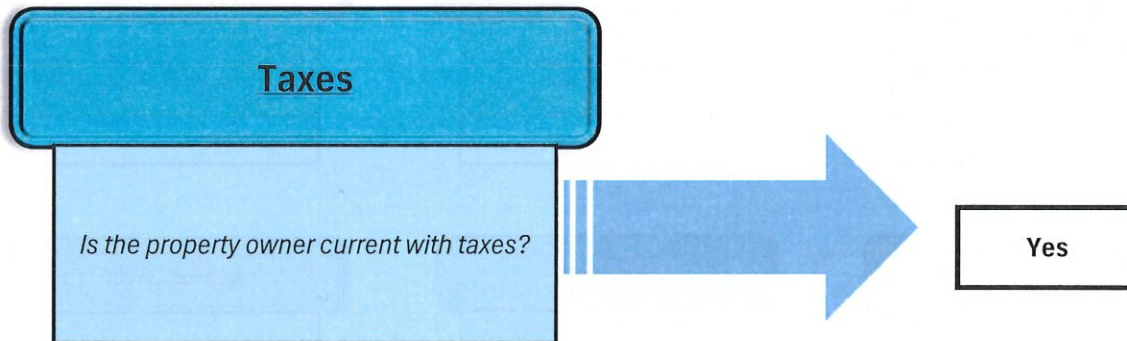 Taxes
Is the property owner current with taxes?
Yes